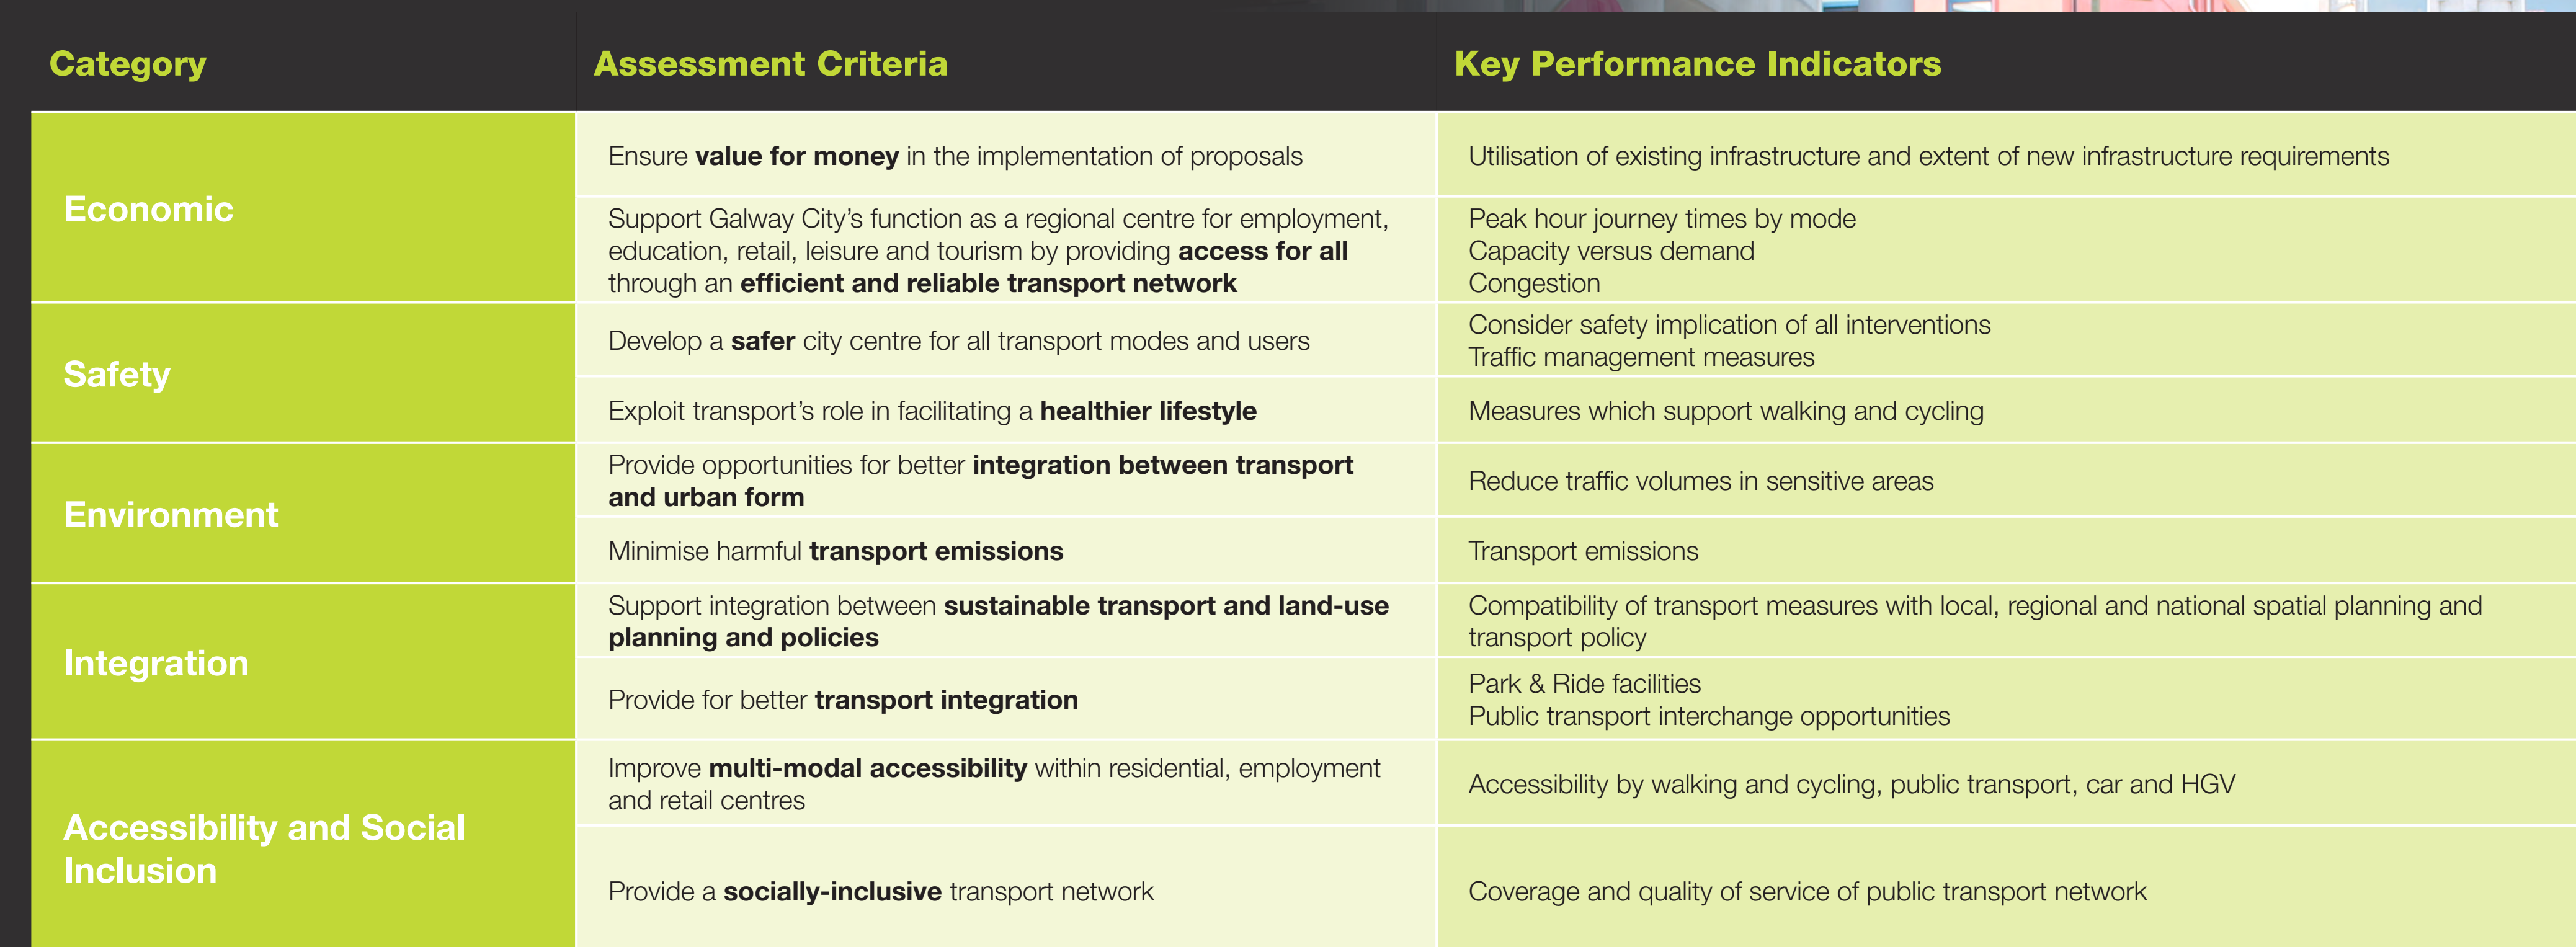 Category
Assessment Criteria
Key Performance Indicators
Economic
Ensure value for money in the implementation of proposals
Utilisation of existing infrastructure and extent of new infrastructure requirements
Support Galway City’s function as a regional centre for employment,
education, retail, leisure and tourism by providing access for all
through an efficient and reliable transport network
Peak hour journey times by mode
Capacity versus demand
Congestion
Safety
Develop a safer city centre for all transport modes and users
Consider safety implication of all interventions
Traffic management measures
Exploit transport’s role in facilitating a healthier lifestyle
Measures which support walking and cycling
Environment
Provide opportunities for better integration between transport
and urban form
Reduce traffic volumes in sensitive areas
Minimise harmful transport emissions
Transport emissions
Integration
Support integration between sustainable transport and land-use
planning and policies
Compatibility of transport measures with local, regional and national spatial planning and
transport policy
Provide for better transport integration
Park & Ride facilities
Public transport interchange opportunities
Accessibility and Social
Inclusion
Improve multi-modal accessibility within residential, employment
and retail centres
Accessibility by walking and cycling, public transport, car and HGV
Provide a socially-inclusive transport network
Coverage and quality of service of public transport network